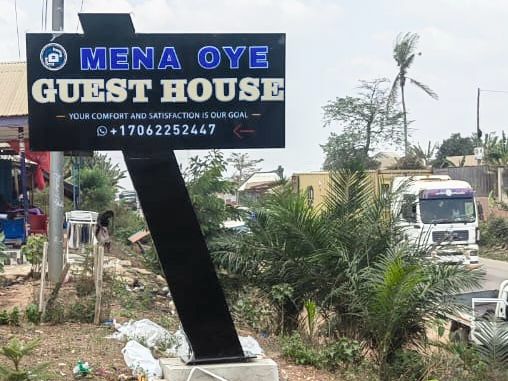 MENA OYE
GUEST HOUSE
YOUR COMFORT AND SATISFACTION IS OUR GOAL
+17062252447